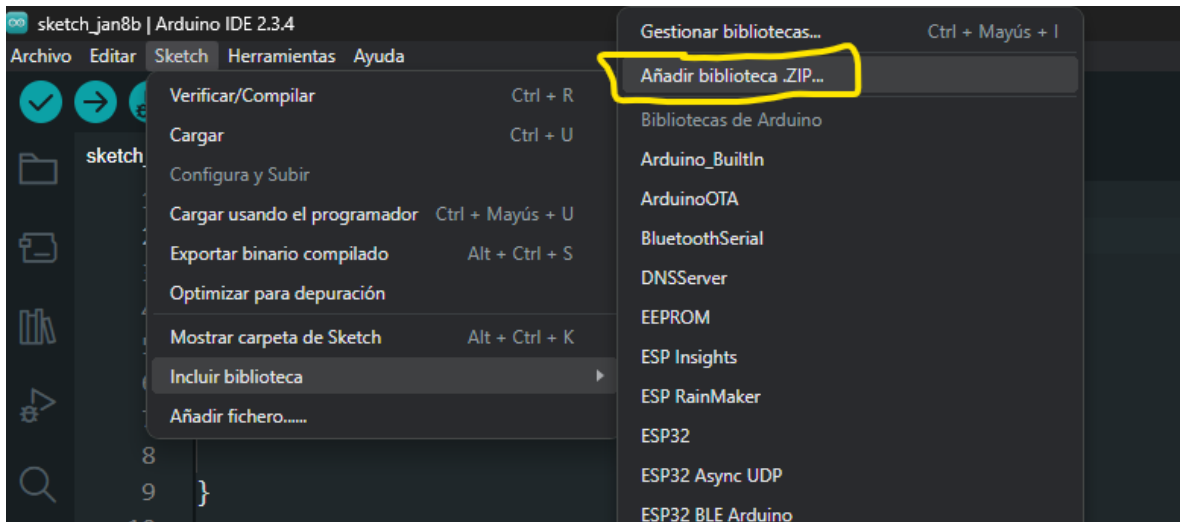 sketch_jan8b | Arduino IDE 2.3.4
Archivo Editar Sketch Herramientas Ayuda
Verificar/Compilar Ctrl + R
Cargar Ctrl + U
Configura y Subir
Cargar usando el programador Ctrl + Mayús + U
Exportar binario compilado Alt + Ctrl + S
Optimizar para depuración
Mostrar carpeta de Sketch Alt + Ctrl + K
Incluir biblioteca
Añadir fichero......
Gestionar bibliotecas... Ctrl + Mayús + I
Añadir biblioteca .ZIP...
Bibliotecas de Arduino
Arduino_BuiltIn
ArduinoOTA
BluetoothSerial
DNSServer
EEPROM
ESP Insights
ESP RainMaker
ESP32
ESP32 Async UDP
ESP32 BLE Arduino
sketch_
8
9 }